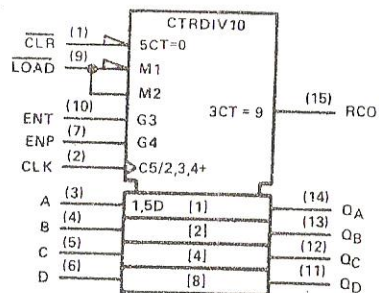 CTRDIV10
CLR (1) 5CT=0
LOAD (9) M1
M2
ENT (10) G3 3CT = 9 (15) RCO
ENP (7) G4
CLK (2) C5/2,3,4+
A (3) 1,5D [1] (14) QA
B (4) [2] (13) QB
C (5) [4] (12) QC
D (6) [8] (11) QD